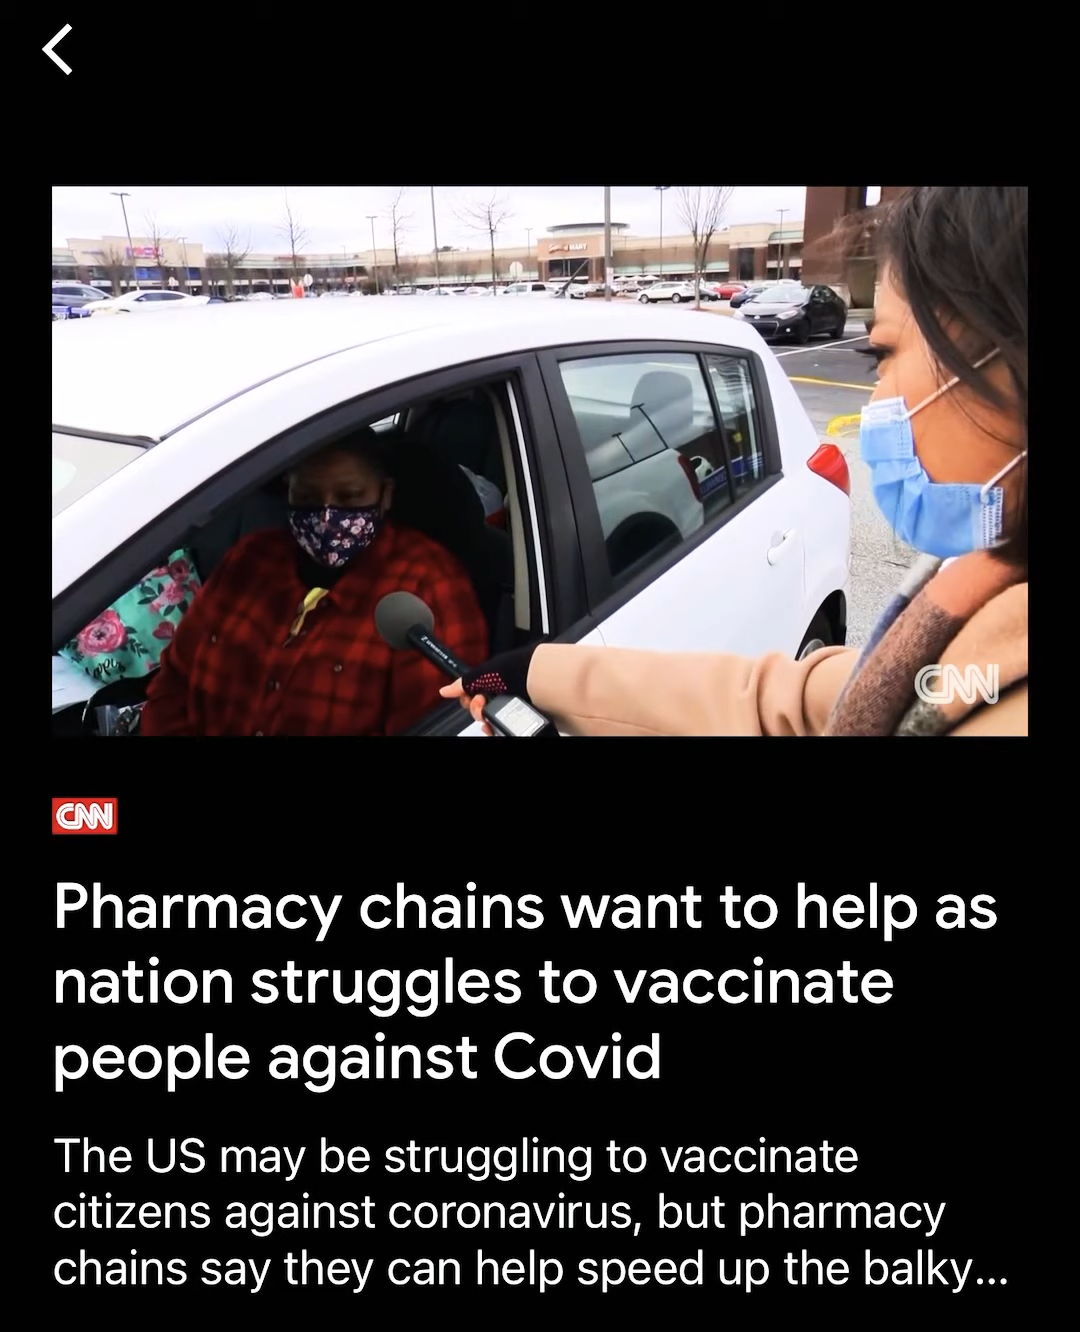 CNN
CNN
Pharmacy chains want to help as
nation struggles to vaccinate
people against Covid
The US may be struggling to vaccinate
citizens against coronavirus, but pharmacy
chains say they can help speed up the balky...